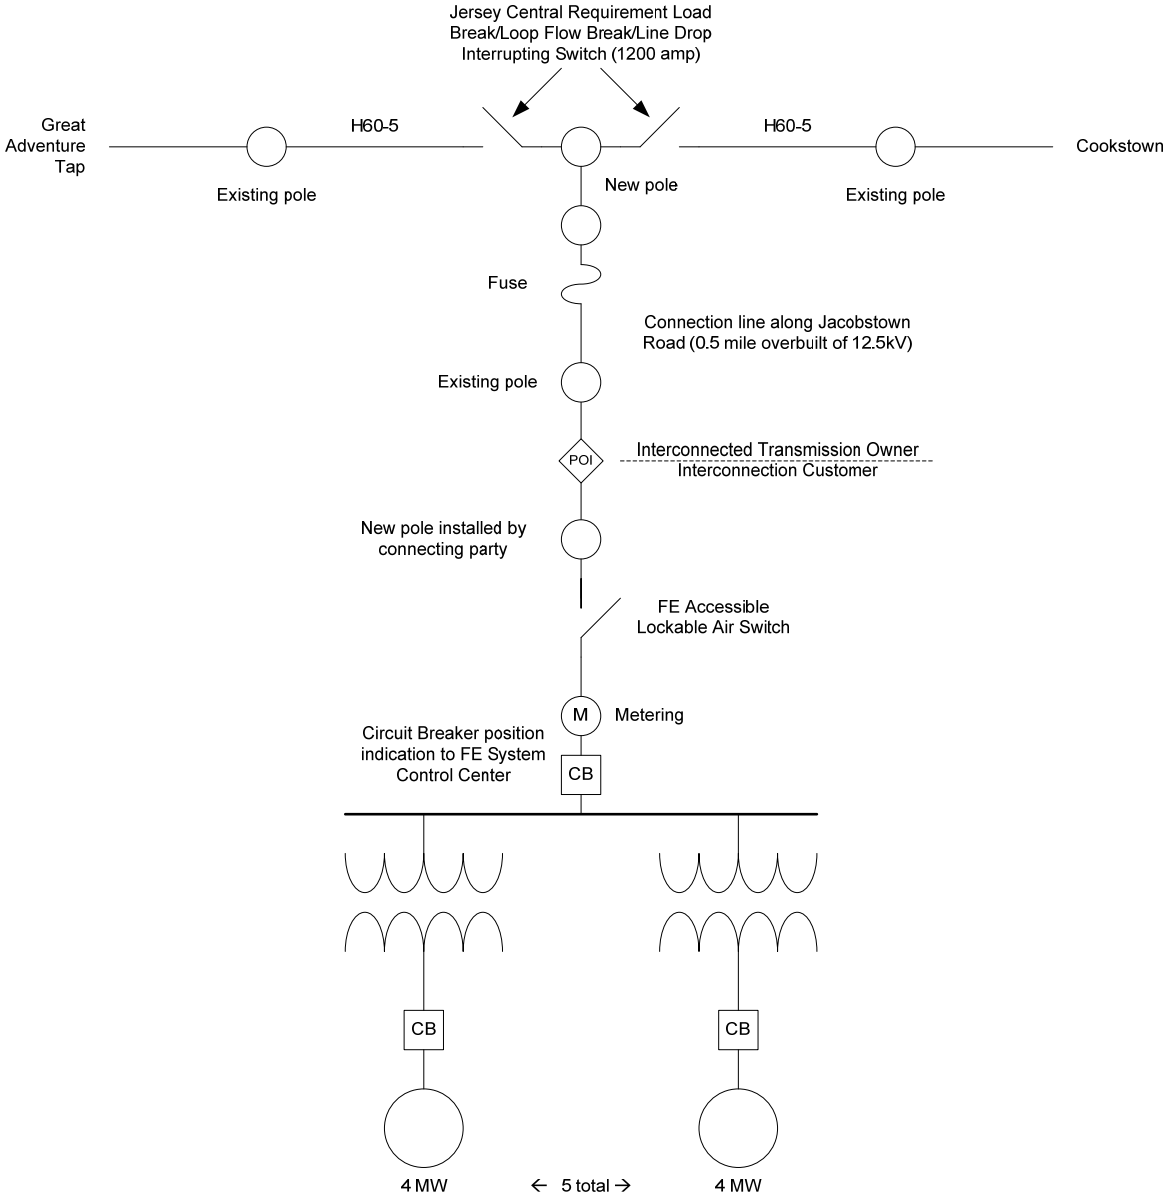 Jersey Central Requirement Load
Break/Loop Flow Break/Line Drop
Interrupting Switch (1200 amp)
Great
Adventure
Tap
H60-5
H60-5
Cookstown
Existing pole
New pole
Existing pole
Fuse
Connection line along Jacobstown
Road (0.5 mile overbuilt of 12.5kV)
Existing pole
POI
Interconnected Transmission Owner
Interconnection Customer
New pole installed by
connecting party
FE Accessible
Lockable Air Switch
M
Metering
Circuit Breaker position
indication to FE System
Control Center
CB
CB
CB
4 MW
← 5 total →
4 MW